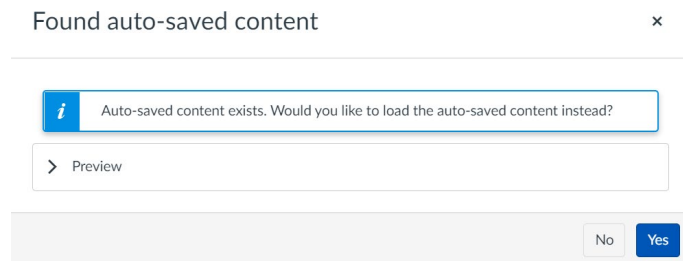 Found auto-saved content
Auto-saved content exists. Would you like to load the auto-saved content instead?
Preview
No
Yes